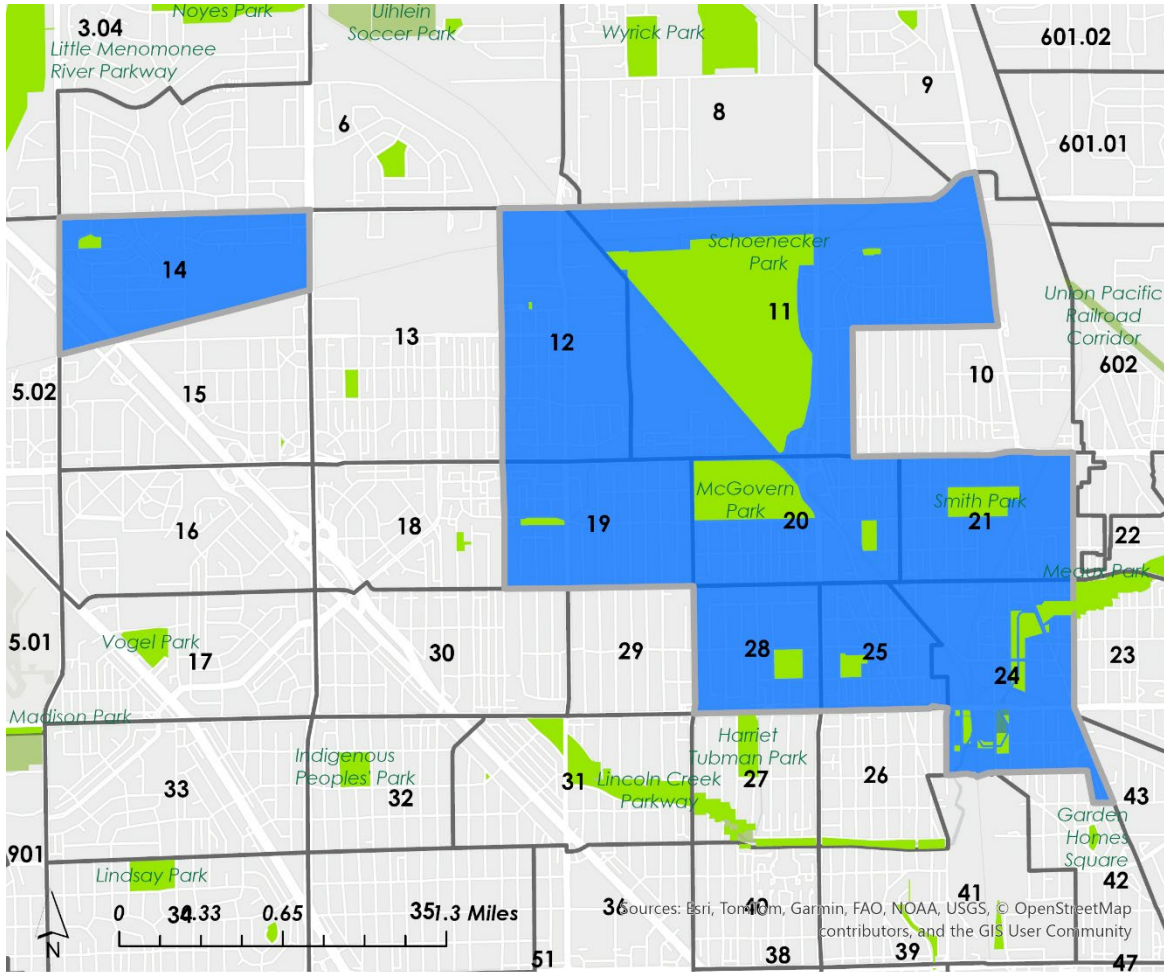 Noyes Park
Uihlein
Soccer Park
3.04
Little Menomonee
River Parkway
Wyrick Park
601.02
9
6
8
601.01
14
Schoenecker
Park
11
Union Pacific
Railroad
Corridor
13
12
10
602
5.02
15
McGovern
Park
Smith Park
16
18
19
20
21
22
Meaux Park
5.01
Vogel Park
17
30
29
28
25
24
23
Madison Park
Indigenous
Peoples' Park
33
32
31
Lincoln Creek
Parkway
Harriet
Tubman Park
27
26
43
Garden
Homes
Square
901
Lindsay Park
42
41
0
34
0.33
0.65
35
1.3 Miles
36
40
Sources: Esri, TomTom, Garmin, FAO, NOAA, USGS, © OpenStreetMap
contributors, and the GIS User Community
N
51
38
39
47